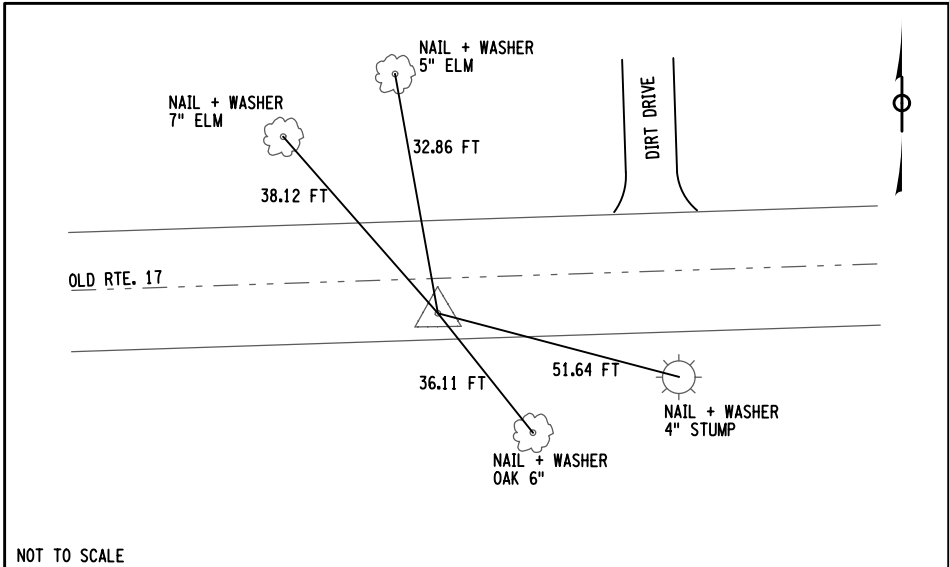 NAIL + WASHER
5" ELM
NAIL + WASHER
7" ELM
DIRT DRIVE
32.86 FT
38.12 FT
OLD RTE. 17
51.64 FT
36.11 FT
NAIL + WASHER
4" STUMP
NAIL + WASHER
OAK 6"
NOT TO SCALE